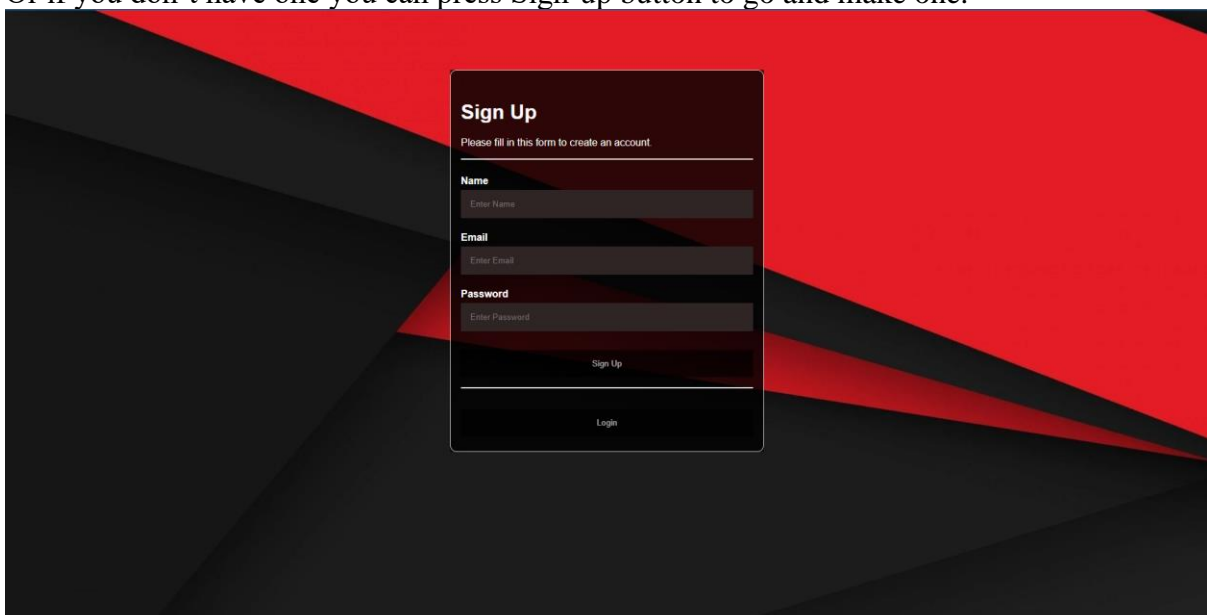 Or if you don't have one you can press Sign-up button to go and make one.
Sign Up
Please fill in this form to create an account.
Name
Enter Name
Email
Enter Email
Password
Enter Password
Sign Up
Login